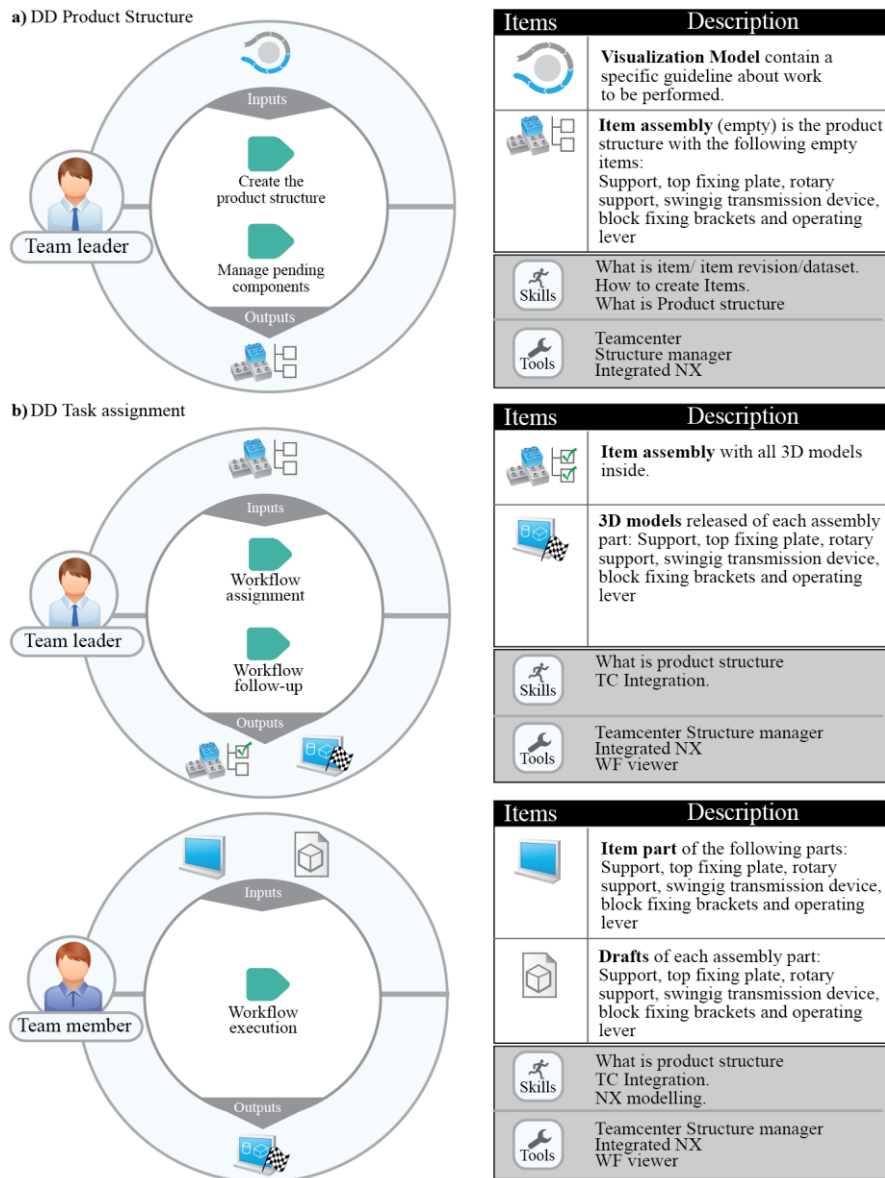 a) DD Product Structure
Inputs
Create the
product structure
Manage pending
components
Outputs
Team leader
Items Description
Visualization Model contain a
specific guideline about work
to be performed.
Item assembly (empty) is the product
structure with the following empty
items:
Support, top fixing plate, rotary
support, swingig transmission device,
block fixing brackets and operating
lever
Skills
What is item/ item revision/dataset.
How to create Items.
What is Product structure
Tools
Teamcenter
Structure manager
Integrated NX
b) DD Task assignment
Inputs
Workflow
assignment
Workflow
follow-up
Outputs
Team leader
Items Description
Item assembly with all 3D models
inside.
3D models released of each assembly
part: Support, top fixing plate, rotary
support, swingig transmission device,
block fixing brackets and operating
lever
Skills
What is product structure
TC Integration.
Tools
Teamcenter Structure manager
Integrated NX
WF viewer
Inputs
Workflow
execution
Outputs
Team member
Items Description
Item part of the following parts:
Support, top fixing plate, rotary
support, swingig transmission device,
block fixing brackets and operating
lever
Drafts of each assembly part:
Support, top fixing plate, rotary
support, swingig transmission device,
block fixing brackets and operating
lever
Skills
What is product structure
TC Integration.
NX modelling.
Tools
Teamcenter Structure manager
Integrated NX
WF viewer